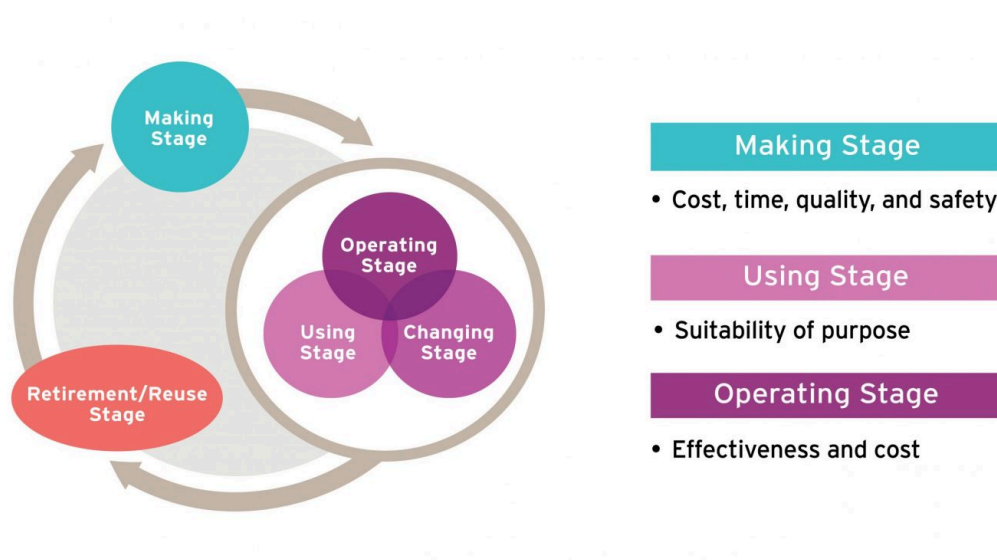 Making
Stage
Operating
Stage
Using
Stage
Changing
Stage
Retirement/Reuse
Stage
Making Stage
• Cost, time, quality, and safety
Using Stage
• Suitability of purpose
Operating Stage
• Effectiveness and cost